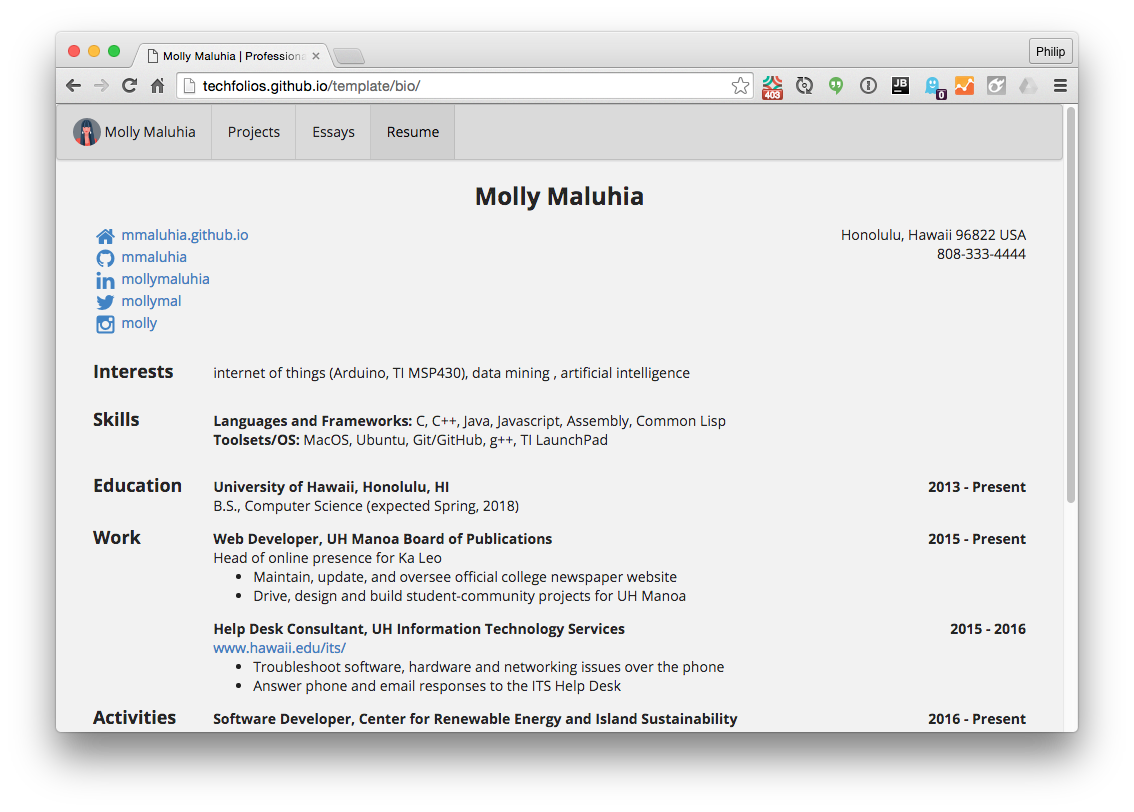 Molly Maluhia | Professiona
Philip
techfolios.github.io/template/bio/
403
JB
0
Molly Maluhia
Projects
Essays
Resume
Molly Maluhia
mmaluhia.github.io
Honolulu, Hawaii 96822 USA
mmaluhia
808-333-4444
mollymaluhia
mollymal
molly
Interests
internet of things (Arduino, TI MSP430), data mining , artificial intelligence
Skills
Languages and Frameworks: C, C++, Java, Javascript, Assembly, Common Lisp
Toolsets/OS: MacOS, Ubuntu, Git/GitHub, g++, TI LaunchPad
Education
University of Hawaii, Honolulu, HI
2013 - Present
B.S., Computer Science (expected Spring, 2018)
Work
Web Developer, UH Manoa Board of Publications
2015 - Present
Head of online presence for Ka Leo
• Maintain, update, and oversee official college newspaper website
• Drive, design and build student-community projects for UH Manoa
Help Desk Consultant, UH Information Technology Services
2015 - 2016
www.hawaii.edu/its/
• Troubleshoot software, hardware and networking issues over the phone
• Answer phone and email responses to the ITS Help Desk
Activities
Software Developer, Center for Renewable Energy and Island Sustainability
2016 - Present